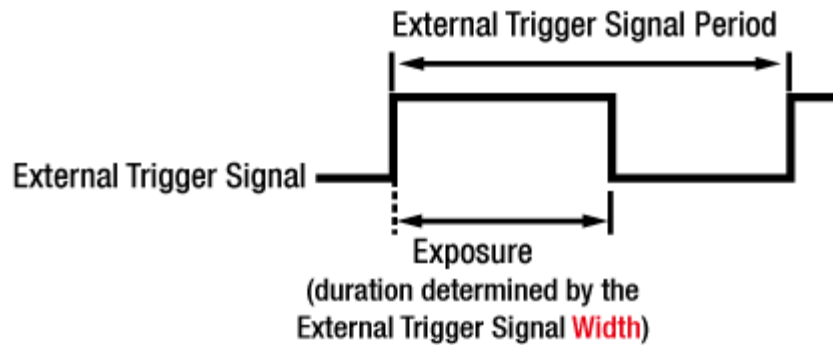 External Trigger Signal Period
External Trigger Signal
Exposure
(duration determined by the
External Trigger Signal Width)